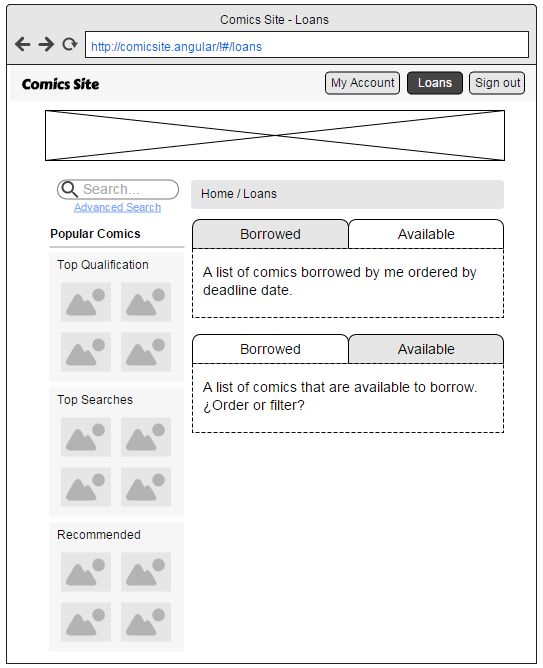 Comics Site - Loans
http://comicsite.angular/!#/loans
Comics Site
My Account
Loans
Sign out
Search...
Advanced Search
Home / Loans
Popular Comics
Top Qualification
Top Searches
Recommended
Borrowed
Available
A list of comics borrowed by me ordered by
deadline date.
Borrowed
Available
A list of comics that are available to borrow.
¿Order or filter?